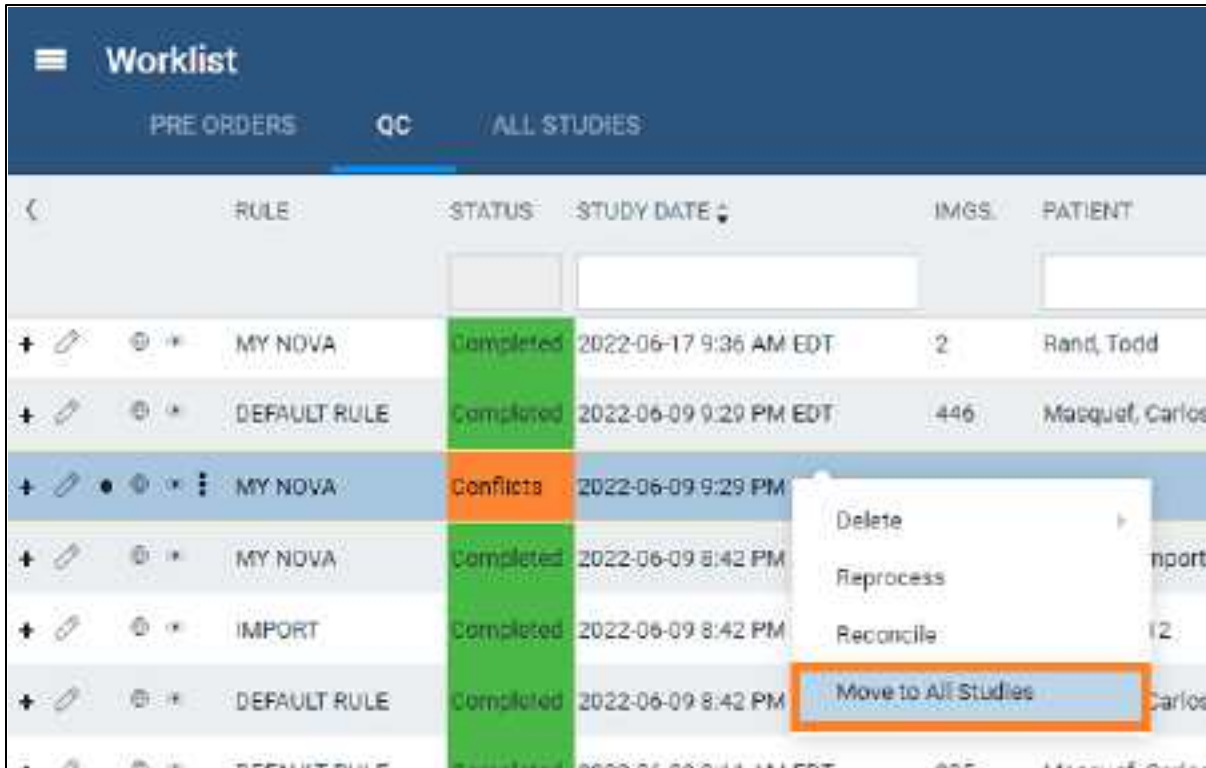 Worklist
PRE ORDERS QC ALL STUDIES
RULE STATUS STUDY DATE IMGS. PATIENT
MY NOVA Completed 2022-06-17 9:36 AM EDT 2 Rand, Todd
DEFAULT RULE Completed 2022-06-09 9:29 PM EDT 446 Masquef, Carlos
MY NOVA Conflicts 2022-06-09 9:29 PM
Delete
MY NOVA Completed 2022-06-09 8:42 PM
Reprocess
IMPORT Completed 2022-06-09 8:42 PM
Reconcile
12
Move to All Studies
DEFAULT RULE Completed 2022-06-09 8:42 PM Carlos